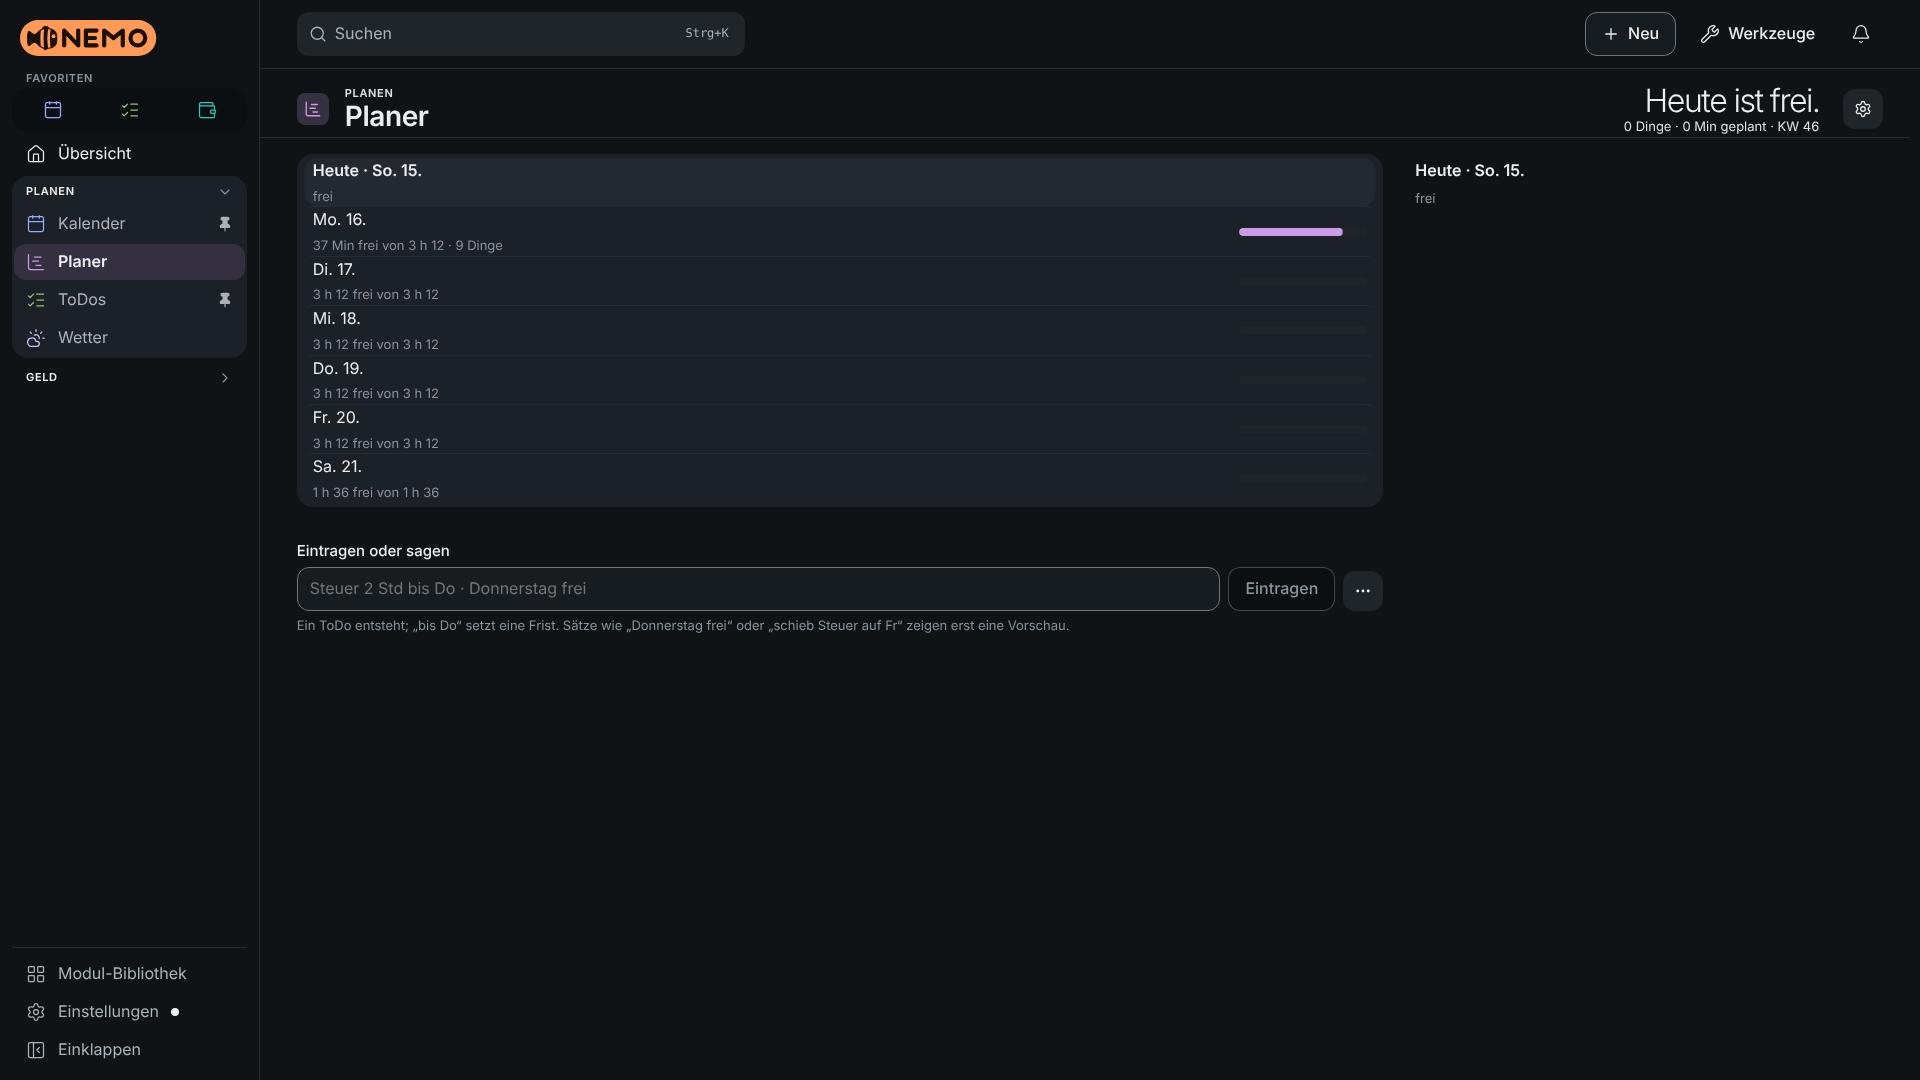 NEMO
FAVORITEN
Übersicht
PLANEN
Kalender
Planer
ToDos
Wetter
GELD
Modul-Bibliothek
Einstellungen
Einklappen
Suchen
Strg+K
Neu
Werkzeuge
PLANEN
Planer
Heute ist frei.
0 Dinge · 0 Min geplant · KW 46
Heute · So. 15.
frei
Mo. 16.
37 Min frei von 3 h 12 · 9 Dinge
Di. 17.
3 h 12 frei von 3 h 12
Mi. 18.
3 h 12 frei von 3 h 12
Do. 19.
3 h 12 frei von 3 h 12
Fr. 20.
3 h 12 frei von 3 h 12
Sa. 21.
1 h 36 frei von 1 h 36
Heute · So. 15.
frei
Eintragen oder sagen
Steuer 2 Std bis Do · Donnerstag frei
Eintragen
Ein ToDo entsteht; „bis Do“ setzt eine Frist. Sätze wie „Donnerstag frei“ oder „schieb Steuer auf Fr“ zeigen erst eine Vorschau.